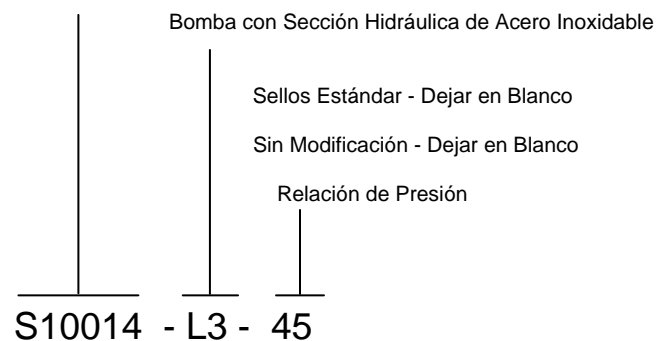 Bomba con Sección Hidráulica de Acero Inoxidable
Sellos Estándar - Dejar en Blanco
Sin Modificación - Dejar en Blanco
Relación de Presión
S10014 - L3 - 45